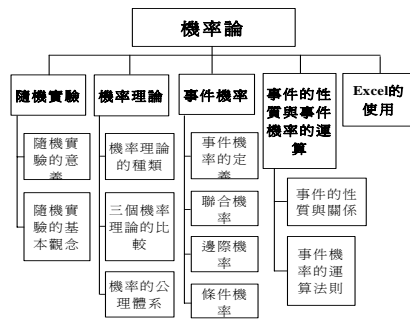 機率論
隨機實驗
隨機實
驗的意
義
隨機實
驗的基
本觀念
機率理論
機率理論
的種類
三個機率
理論的比
較
機率的公
理體系
事件機率
事件機
率的定
義
聯合機
率
邊際機
率
條件機
率
事件的性
質與事件
機率的運
算
事件的性
質與關係
事件機
率的運
算法則
Excel的
使用